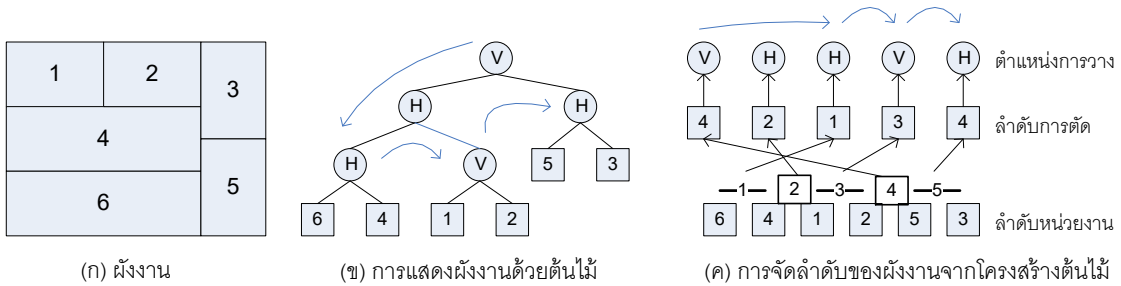 1 2 3
4
6 5
(ก) ผังงาน
V
H H
H V 5 3
6 4 1 2
(ข) การแสดงผังงานด้วยต้นไม้
V H H V H ตำแหน่งการวาง
4 2 1 3 4 ลำดับการตัด
1 2 3 4 5
6 4 1 2 5 3 ลำดับหน่วยงาน
(ค) การจัดลำดับของผังงานจากโครงสร้างต้นไม้